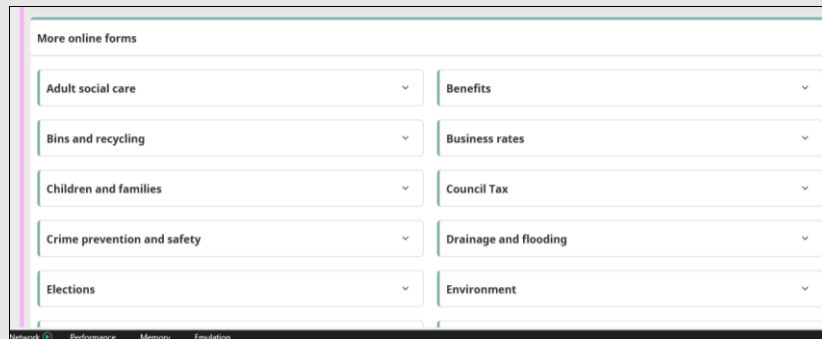 More online forms
Adult social care
Benefits
Bins and recycling
Business rates
Children and families
Council Tax
Crime prevention and safety
Drainage and flooding
Elections
Environment
Network Performance Memory Emulation